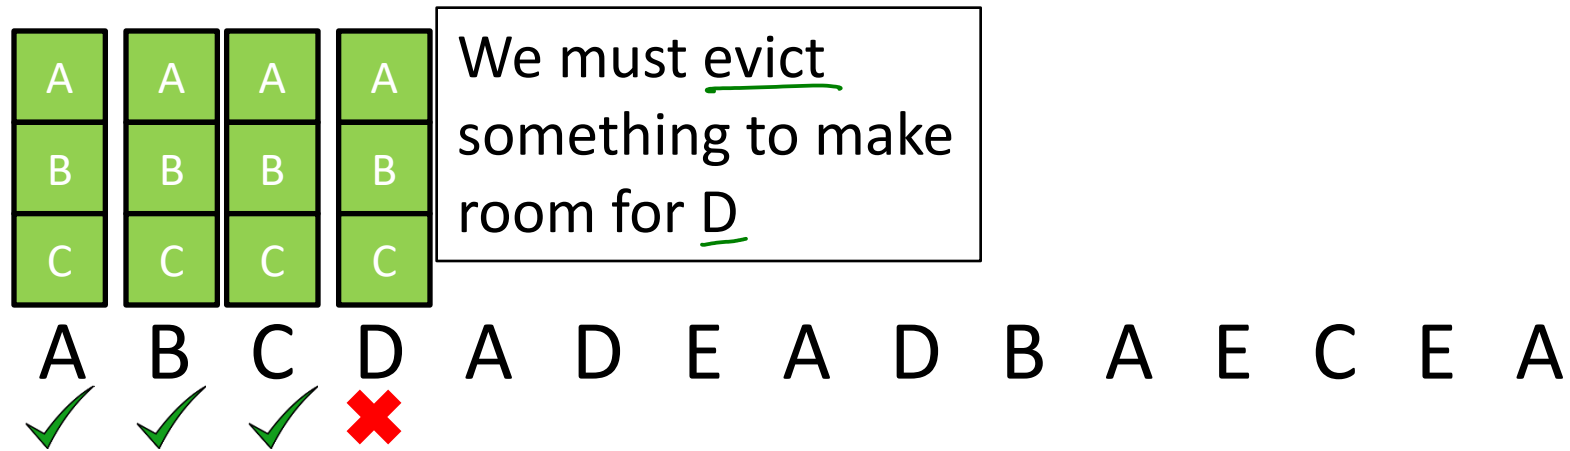 A A A A
B B B B
C C C C
We must evict
something to make
room for D
A B C D A D E A D B A E C E A